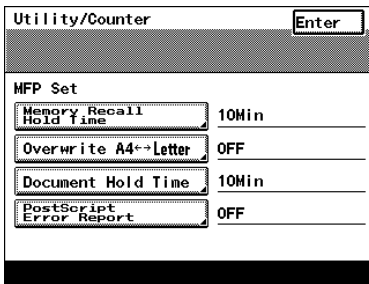 Utility/Counter
Enter
MFP Set
Memory Recall
Hold Time
10Min
Overwrite A4↔Letter
OFF
Document Hold Time
10Min
PostScript
Error Report
OFF